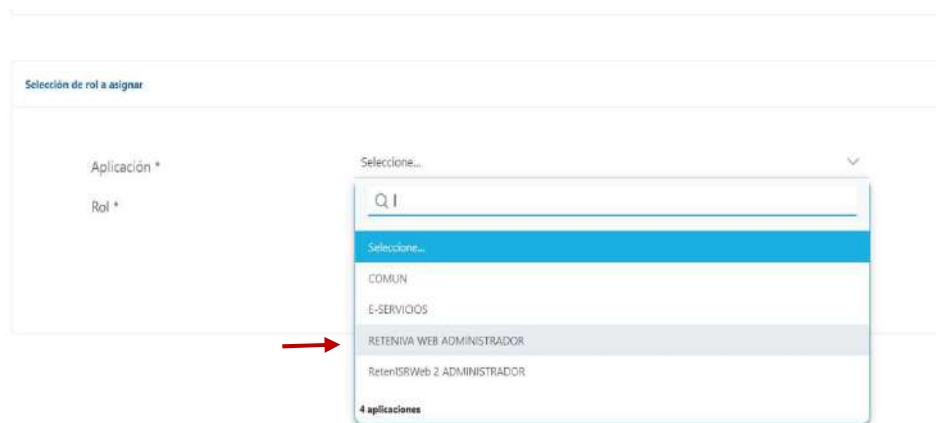 Selección de rol a asignar
Aplicación *
Seleccione...
Rol *
Seleccione...
COMUN
E-SERVICIOS
RETENIVA WEB ADMINISTRADOR
RetenISRWeb 2 ADMINISTRADOR
4 aplicaciones